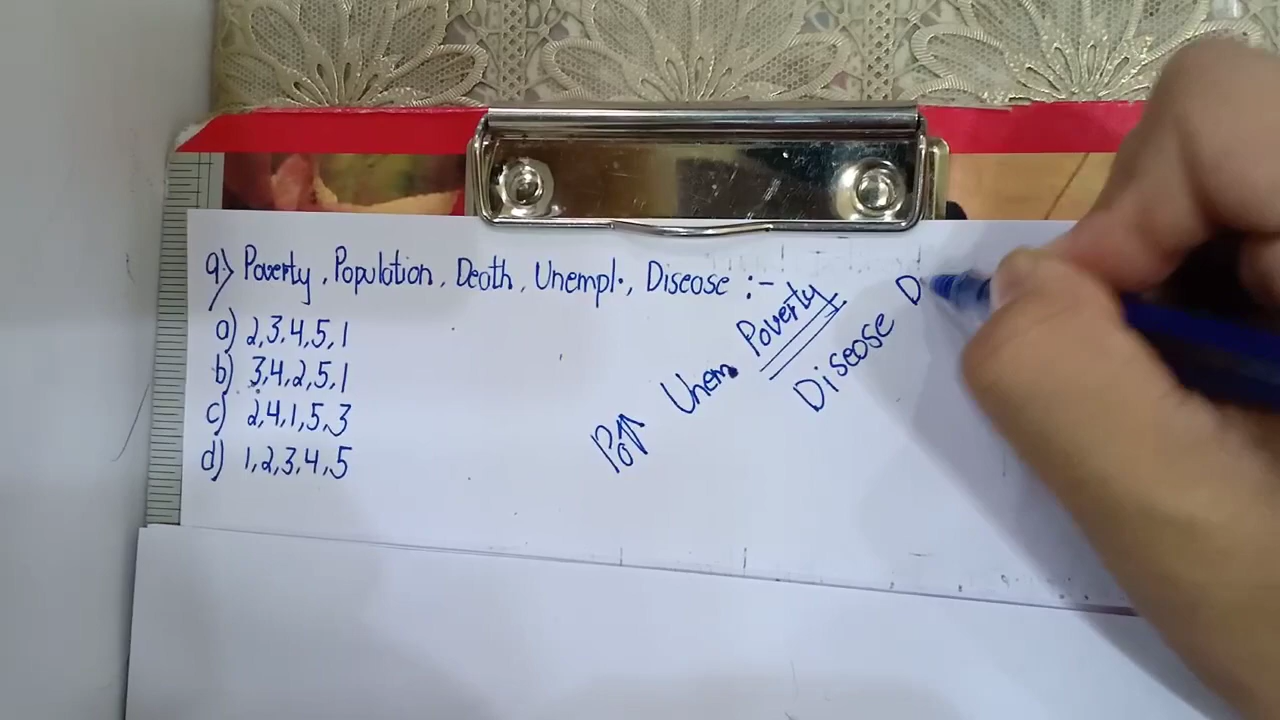 9) Poverty, Population, Death, Unempl., Disease :-
a) 2,3,4,5,1
b) 3,4,2,5,1
c) 2,4,1,5,3
d) 1,2,3,4,5
Pop↑ Unem. Poverty
Disease D